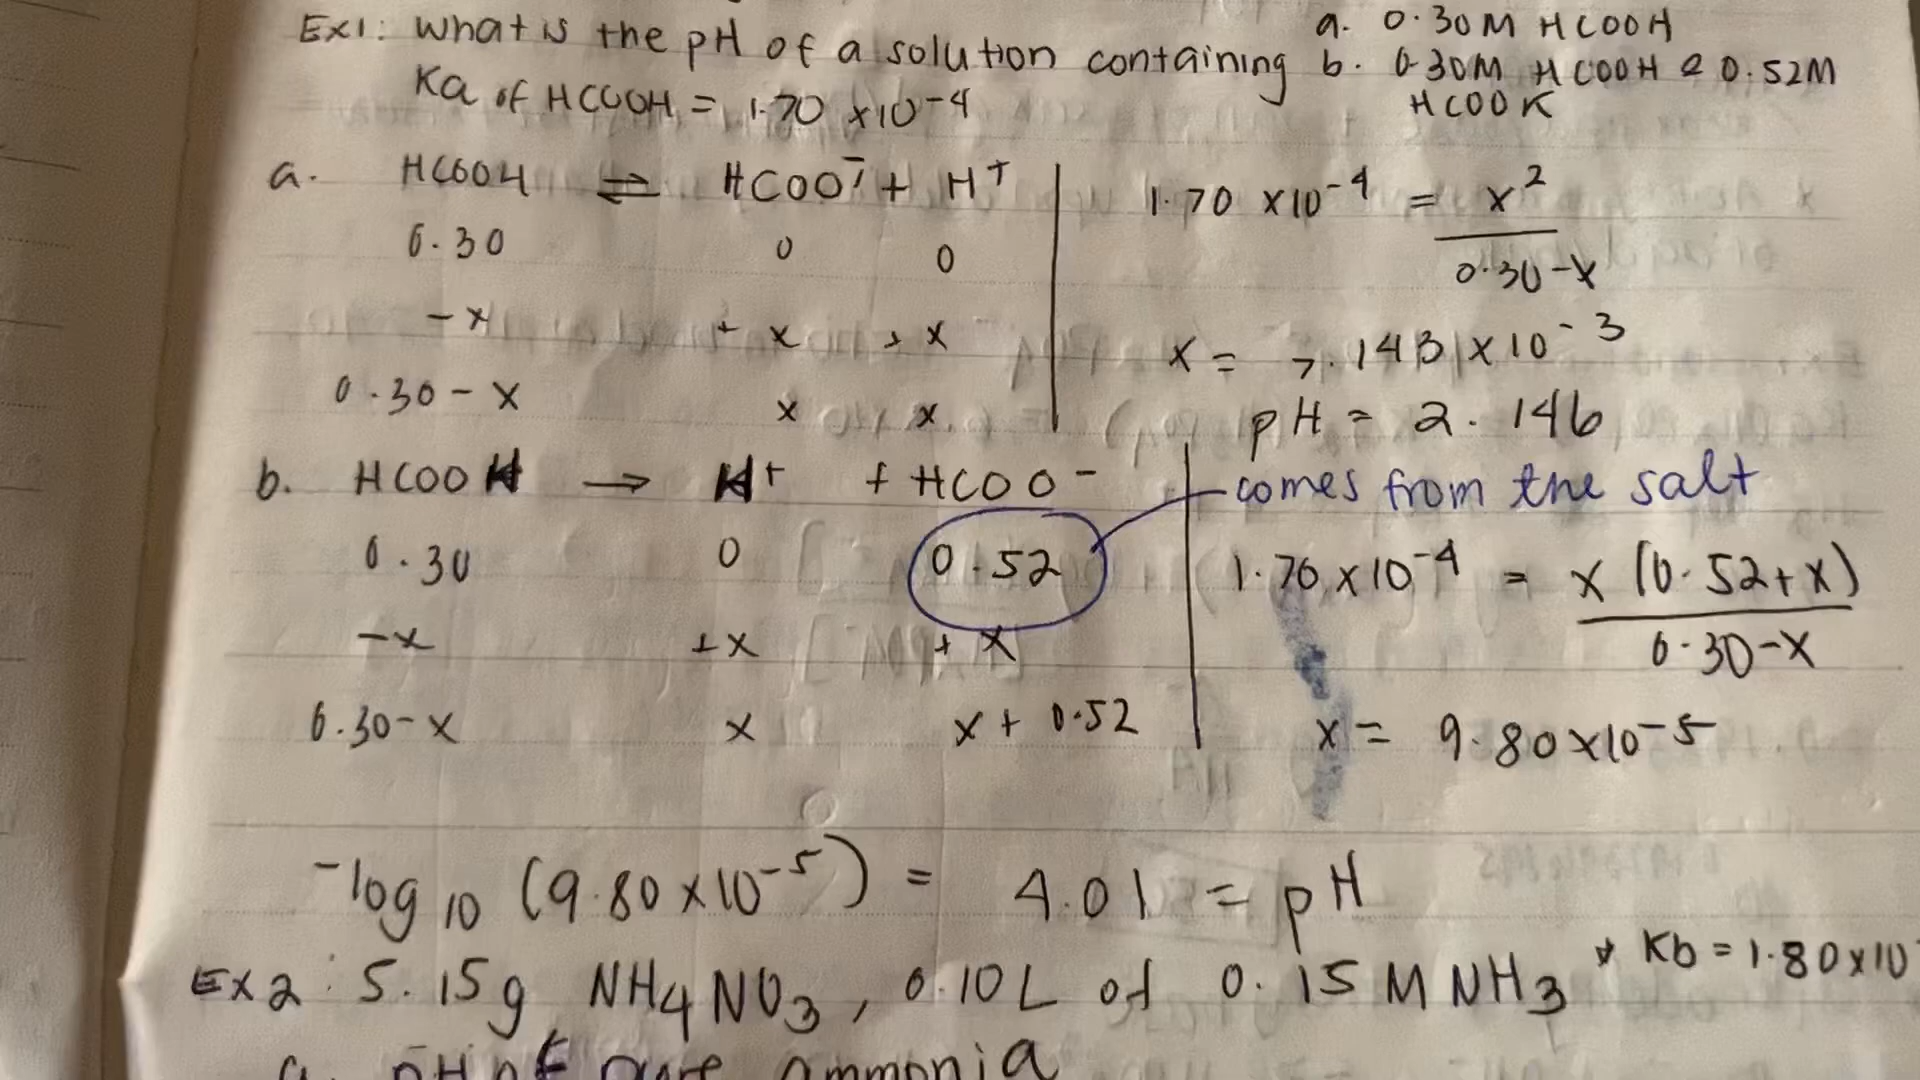 Ex1: What is the pH of a solution containing
a. 0.30M HCOOH
b. 0.30M HCOOH & 0.52M
HCOOK
Ka of HCOOH = 1.70 x10-4
a. HCOOH ⇌ HCOO- + H+
0.30 0 0
-x +x +x
0.30-x x x
1.70 x10-4 = x2
0.30-x
x = 7.143 x10-3
pH = 2.146
b. HCOOH → H+ + HCOO-
0.30 0 0.52
-x +x +x
0.30-x x x + 0.52
comes from the salt
1.70 x10-4 = x (0.52+x)
0.30-x
x = 9.80x10-5
-log10 (9.80x10-5) = 4.01 = pH
Ex2: 5.15g NH4NO3, 0.10L of 0.15M NH3 * Kb = 1.80x10
a. pH of pure ammonia